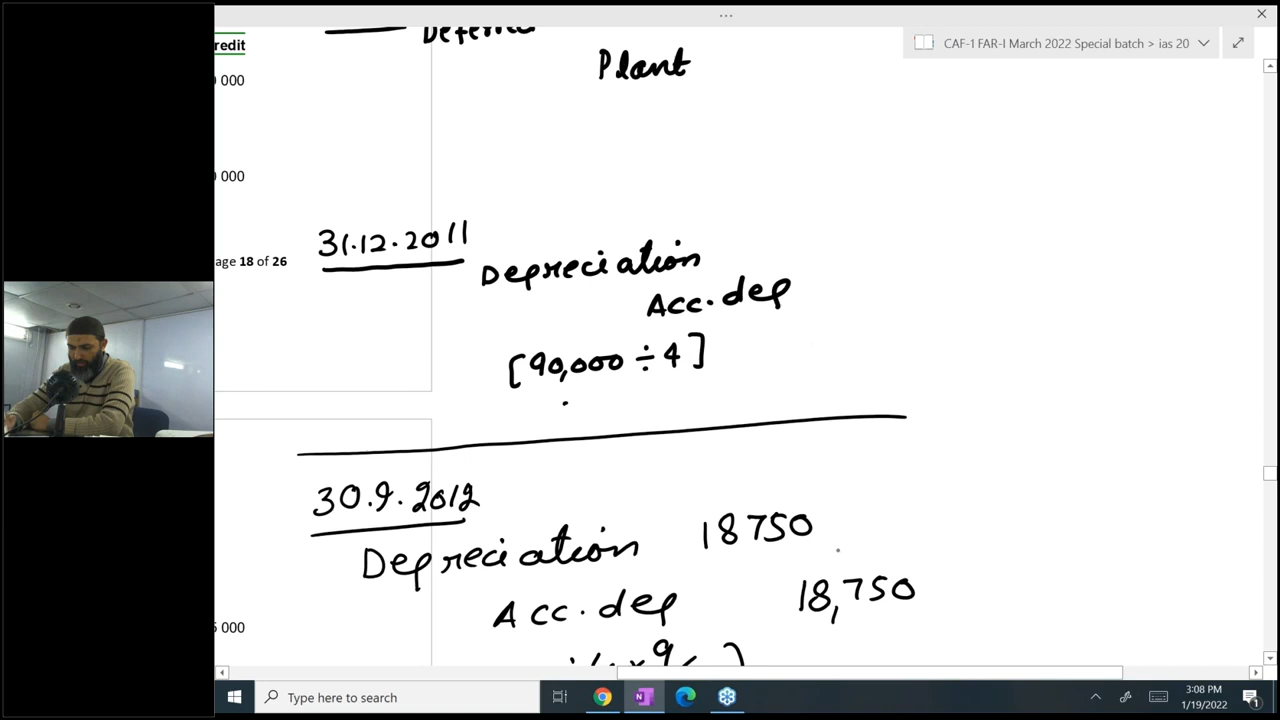 CAF-1 FAR-I March 2022 Special batch > ias 20
redit
Plant
000
000
31.12.2011
age 18 of 26
Depreciation
Acc. dep
[90,000 ÷ 4]
30.9.2012
Depreciation 18750
Acc. dep 18,750
000
Type here to search
3:08 PM
1/19/2022